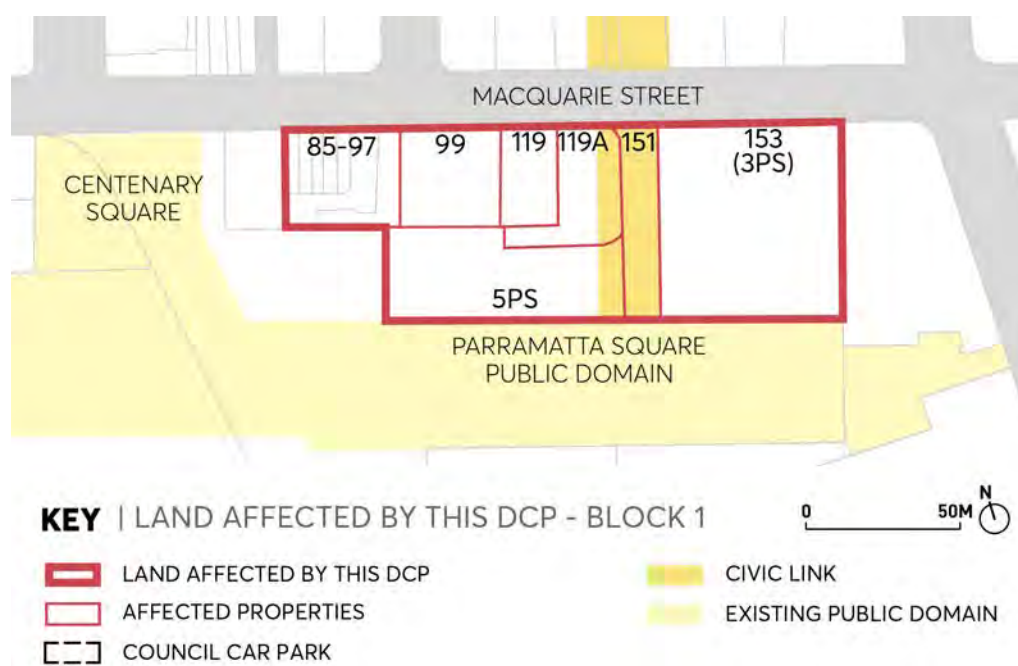 MACQUARIE STREET
85-97
99
119
119A
151
153
(3PS)
CENTENARY
SQUARE
5PS
PARRAMATTA SQUARE
PUBLIC DOMAIN
KEY | LAND AFFECTED BY THIS DCP - BLOCK 1
0
50M
N
LAND AFFECTED BY THIS DCP
AFFECTED PROPERTIES
COUNCIL CAR PARK
CIVIC LINK
EXISTING PUBLIC DOMAIN